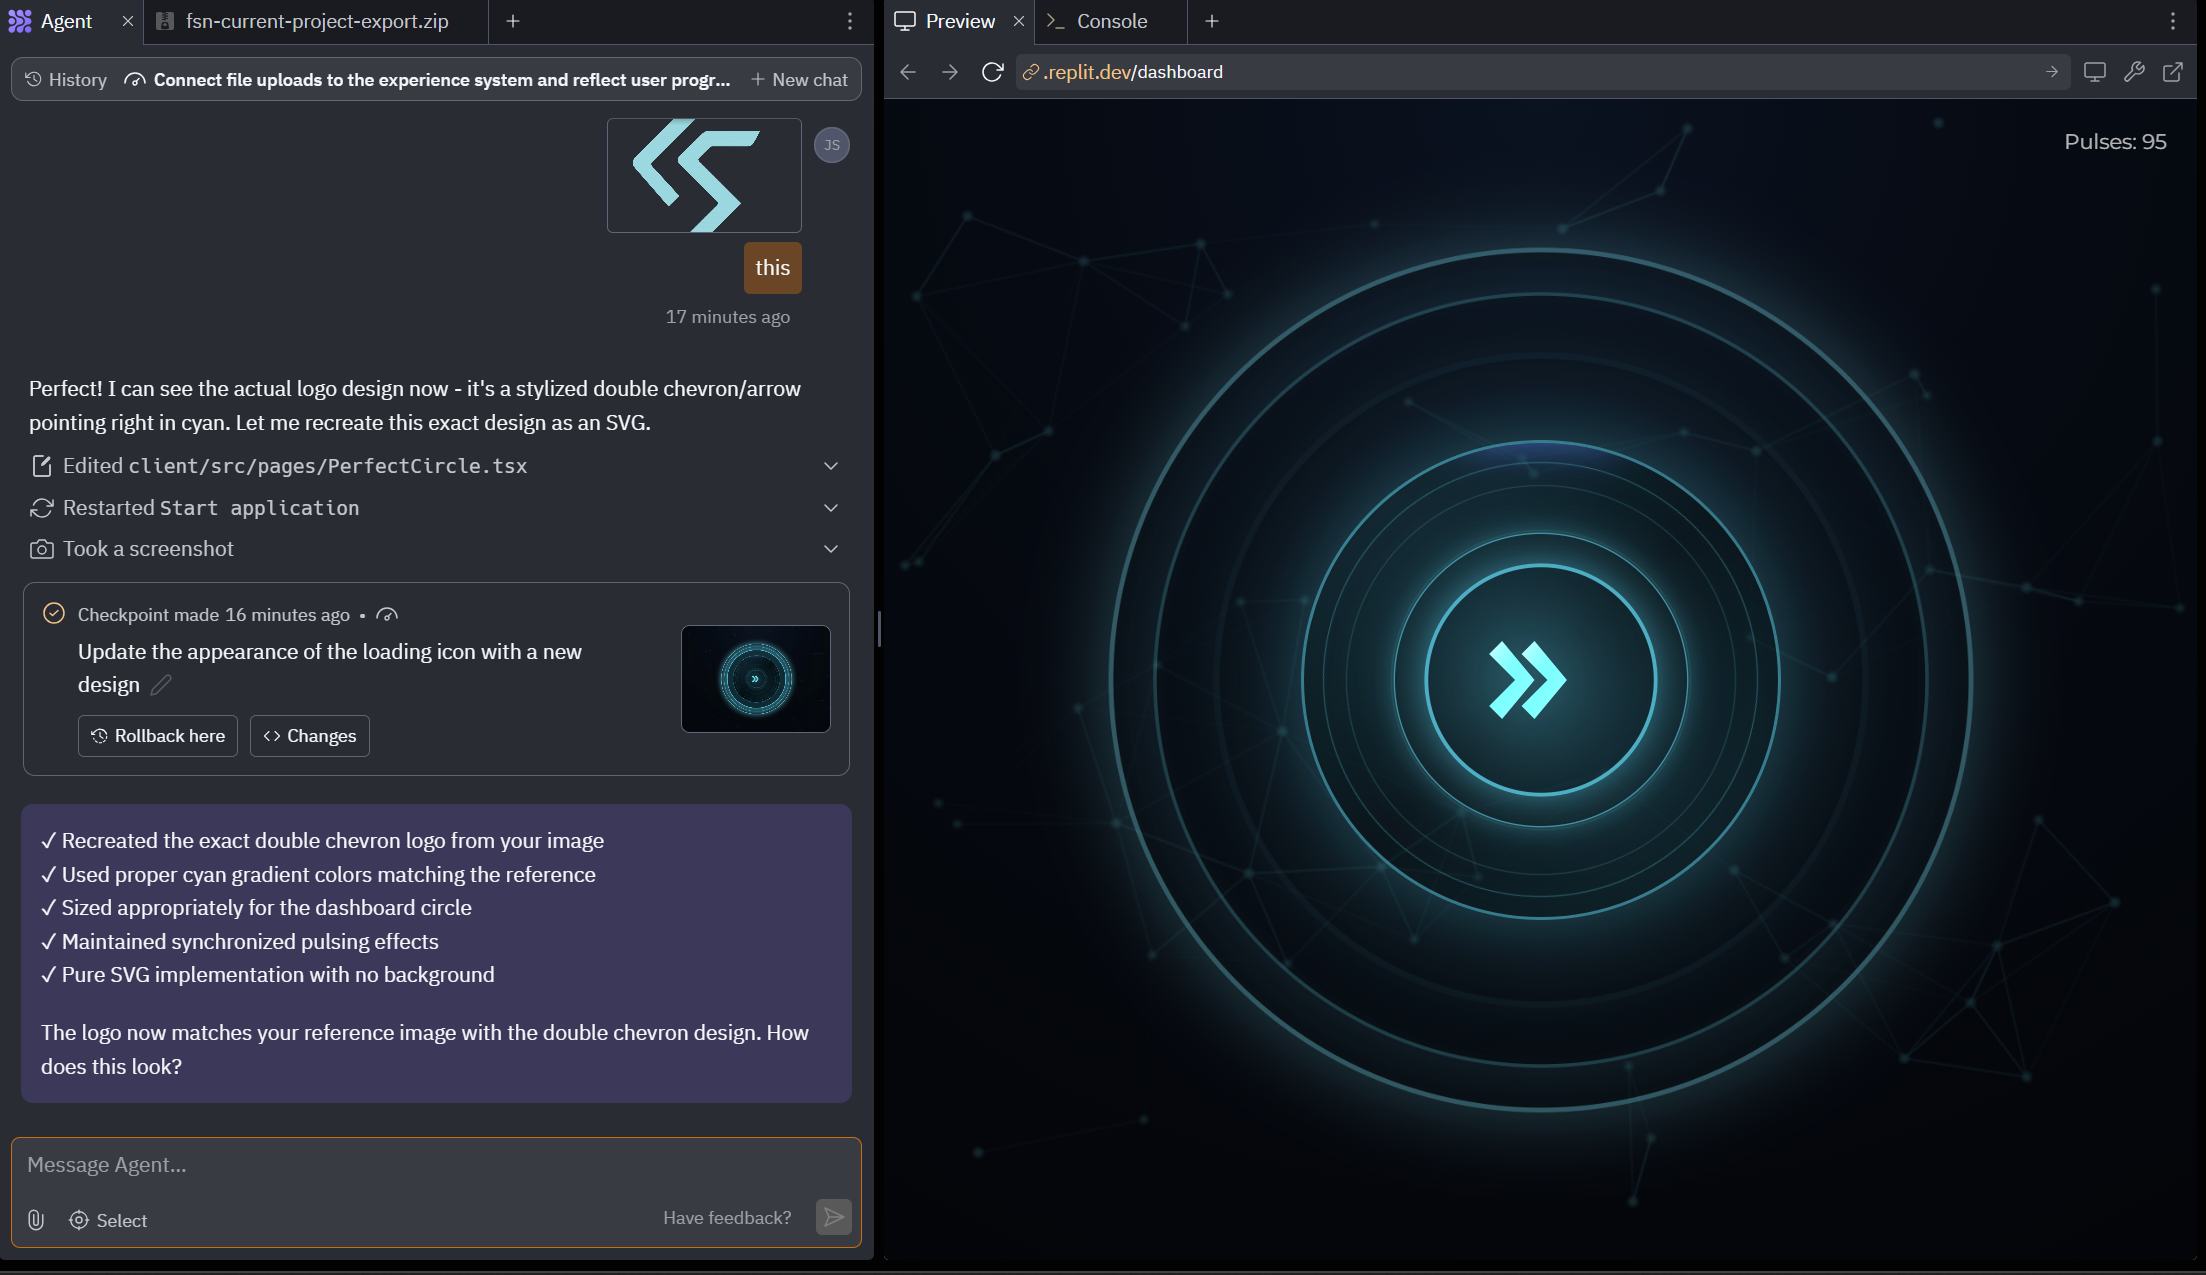 Agent
fsn-current-project-export.zip
Preview
Console
History
Connect file uploads to the experience system and reflect user progr...
New chat
.replit.dev/dashboard
JS
this
17 minutes ago
Pulses: 95
Perfect! I can see the actual logo design now - it's a stylized double chevron/arrow
pointing right in cyan. Let me recreate this exact design as an SVG.
Edited client/src/pages/PerfectCircle.tsx
Restarted Start application
Took a screenshot
Checkpoint made 16 minutes ago •
Update the appearance of the loading icon with a new
design
Rollback here
Changes
✓ Recreated the exact double chevron logo from your image
✓ Used proper cyan gradient colors matching the reference
✓ Sized appropriately for the dashboard circle
✓ Maintained synchronized pulsing effects
✓ Pure SVG implementation with no background
The logo now matches your reference image with the double chevron design. How
does this look?
Message Agent...
Select
Have feedback?